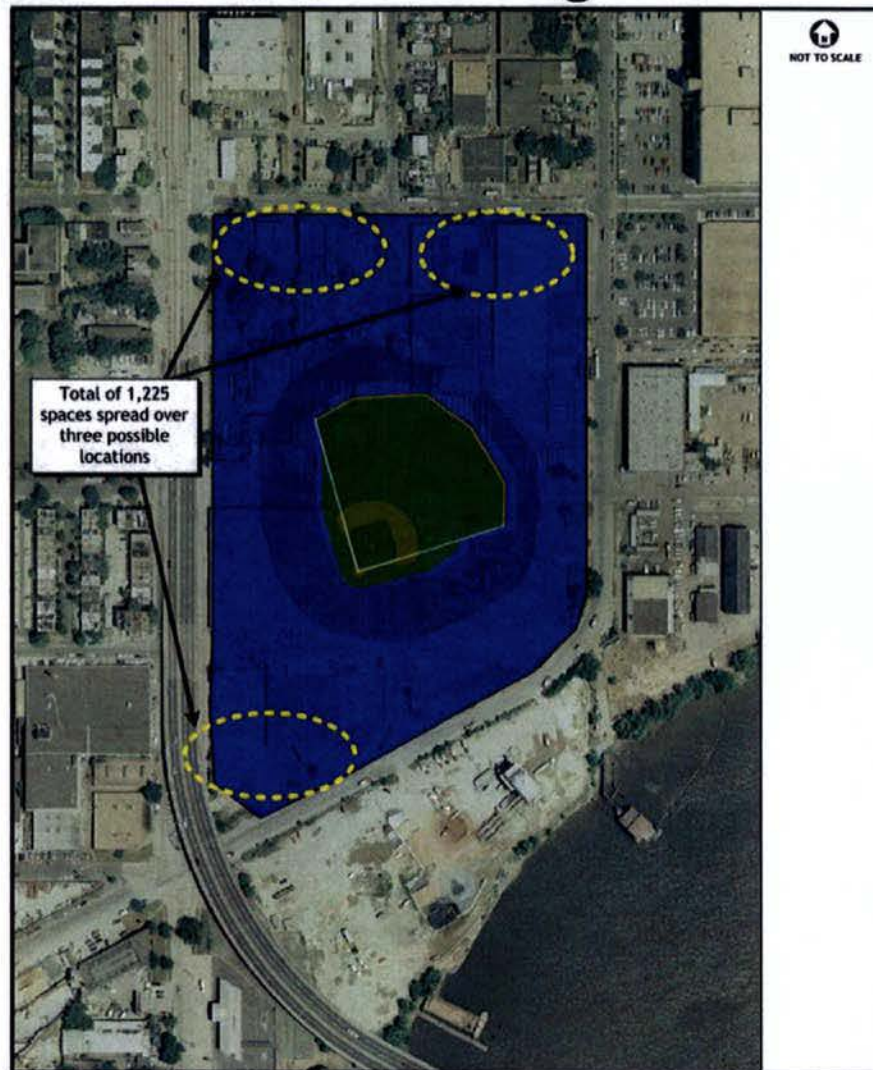 NOT TO SCALE
Total of 1,225
spaces spread over
three possible
locations